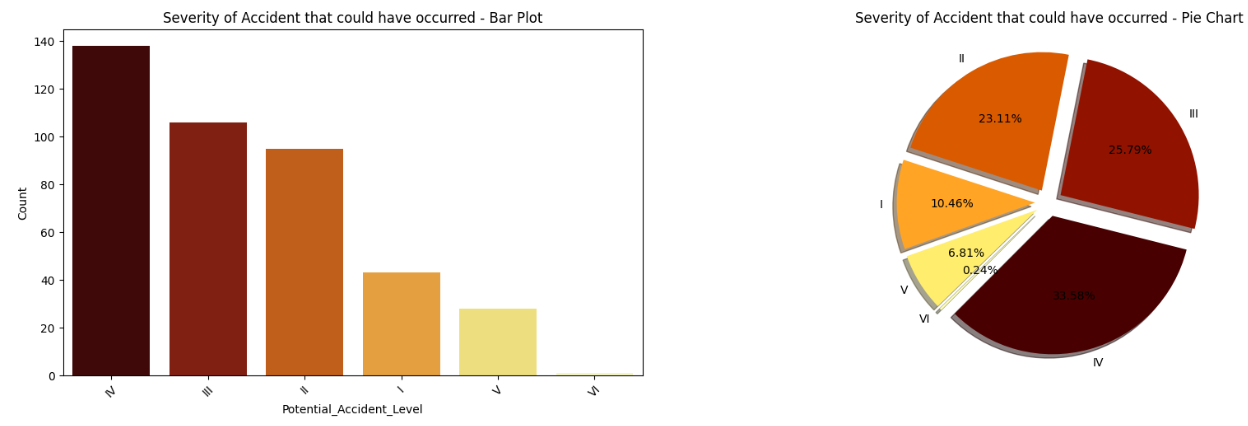 Severity of Accident that could have occurred - Bar Plot
140
120
100
80
60
40
20
0
Count
IV
III
II
I
V
VI
Potential_Accident_Level
Severity of Accident that could have occurred - Pie Chart
II
III
23.11%
25.79%
I
10.46%
6.81%
0.24%
V
33.58%
VI
IV